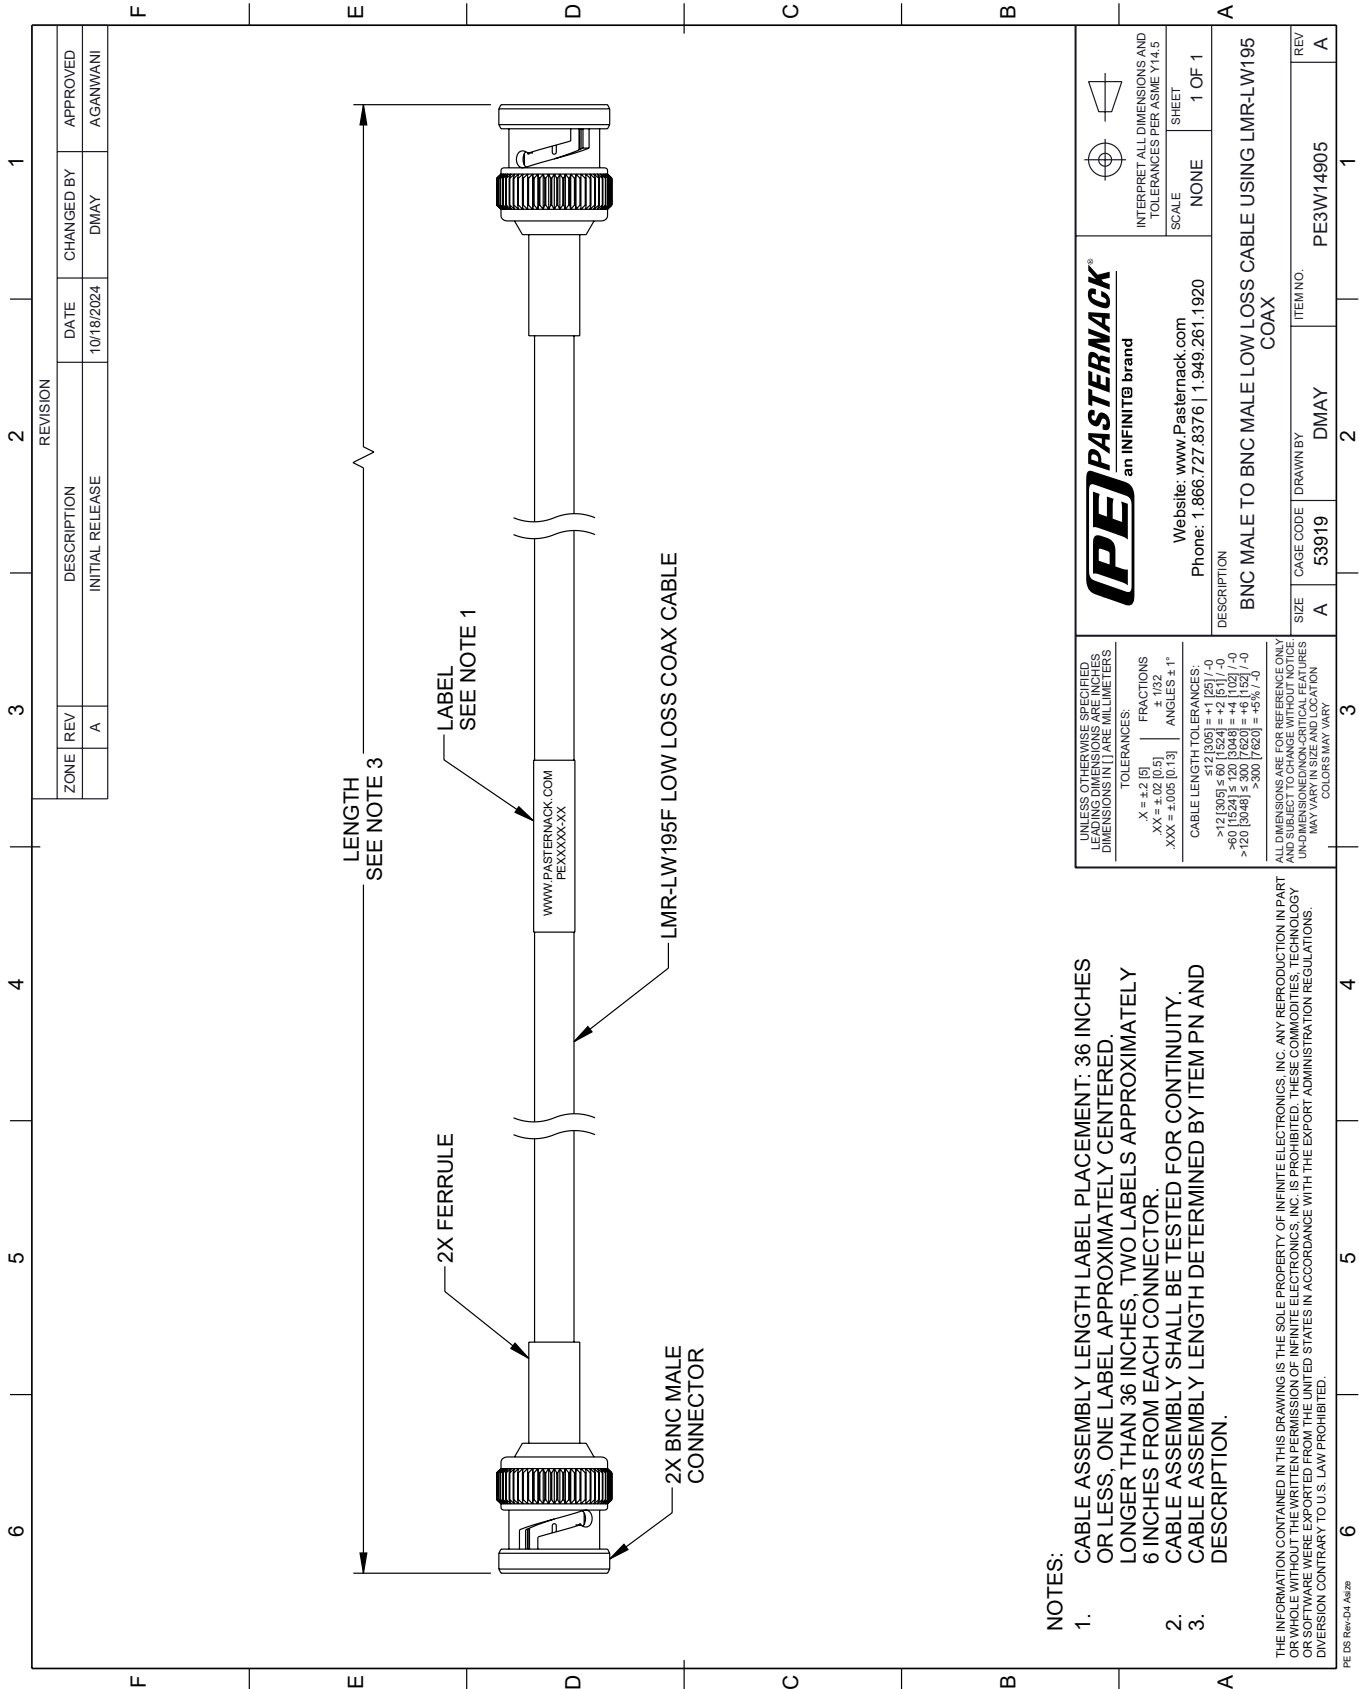 6
5
4
3
2
1
F
E
D
C
B
A
REVISION
ZONE
REV
DESCRIPTION
DATE
CHANGED BY
APPROVED
A
INITIAL RELEASE
10/18/2024
DMAY
AGANWANI
LENGTH
SEE NOTE 3
2X FERRULE
LABEL
SEE NOTE 1
WWW.PASTERNACK.COM
PEXXXXX-XX
2X BNC MALE
CONNECTOR
LMR-LW195F LOW LOSS COAX CABLE
NOTES:
1. CABLE ASSEMBLY LENGTH LABEL PLACEMENT: 36 INCHES
OR LESS, ONE LABEL APPROXIMATELY CENTERED.
LONGER THAN 36 INCHES, TWO LABELS APPROXIMATELY
6 INCHES FROM EACH CONNECTOR.
2. CABLE ASSEMBLY SHALL BE TESTED FOR CONTINUITY.
3. CABLE ASSEMBLY LENGTH DETERMINED BY ITEM PN AND
DESCRIPTION.
THE INFORMATION CONTAINED IN THIS DRAWING IS THE SOLE PROPERTY OF INFINITE ELECTRONICS, INC. ANY REPRODUCTION IN PART
OR WHOLE WITHOUT THE WRITTEN PERMISSION OF INFINITE ELECTRONICS, INC. IS PROHIBITED. THESE COMMODITIES, TECHNOLOGY
OR SOFTWARE WERE EXPORTED FROM THE UNITED STATES IN ACCORDANCE WITH THE EXPORT ADMINISTRATION REGULATIONS.
DIVERSION CONTRARY TO U.S. LAW PROHIBITED.
UNLESS OTHERWISE SPECIFIED
LEADING DIMENSIONS ARE INCHES
DIMENSIONS IN [ ] ARE MILLIMETERS
TOLERANCES:
.X = ±.2 [5]
.XX = ±.02 [0.5]
.XXX = ±.005 [0.13]
FRACTIONS
± 1/32
ANGLES ± 1°
CABLE LENGTH TOLERANCES:
≤12 [305] = +1 [25] / -0
>12 [305] ≤ 60 [1524] = +2 [51] / -0
>60 [1524] ≤ 120 [3048] = +4 [102] / -0
>120 [3048] ≤ 300 [7620] = +6 [152] / -0
>300 [7620] = +5% / -0
ALL DIMENSIONS ARE FOR REFERENCE ONLY
AND SUBJECT TO CHANGE WITHOUT NOTICE.
UN-DIMENSIONED/NON-CRITICAL FEATURES
MAY VARY IN SIZE AND LOCATION
COLORS MAY VARY
PE PASTERNACK®
an INFINIT@ brand
Website: www.Pasternack.com
Phone: 1.866.727.8376 | 1.949.261.1920
INTERPRET ALL DIMENSIONS AND
TOLERANCES PER ASME Y14.5
SCALE
NONE
SHEET
1 OF 1
DESCRIPTION
BNC MALE TO BNC MALE LOW LOSS CABLE USING LMR-LW195
COAX
SIZE
A
CAGE CODE
53919
DRAWN BY
DMAY
ITEM NO.
PE3W14905
REV
A
F
E
D
C
B
A
6
5
4
3
2
1
PE DS Rev-D4 Asize